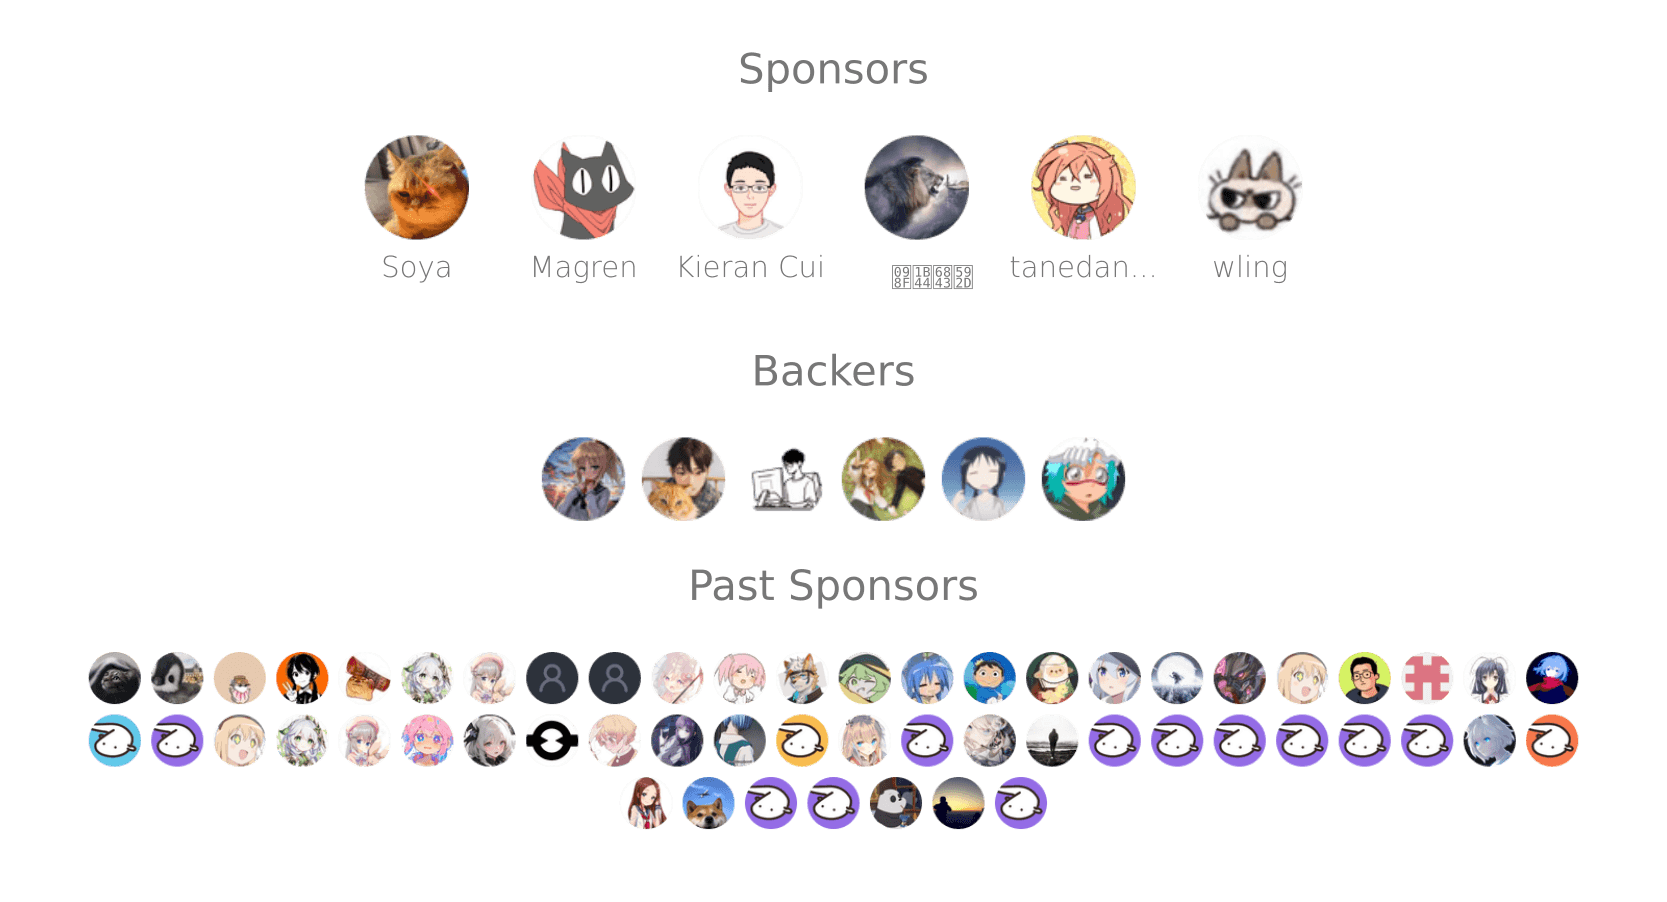 Sponsors
Soya Magren Kieran Cui tanedan... wling
Backers
Past Sponsors